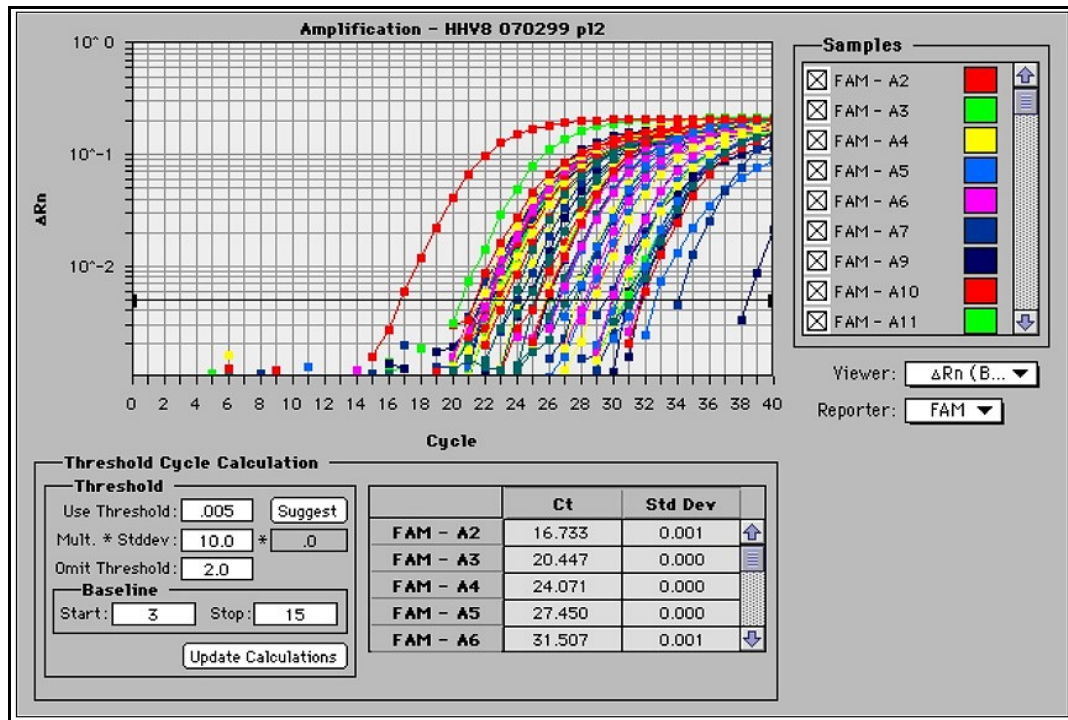 Amplification - HHV8 070299 pl2
10^0
10^-1
10^-2
ΔRn
0 2 4 6 8 10 12 14 16 18 20 22 24 26 28 30 32 34 36 38 40
Cycle
Samples
FAM - A2
FAM - A3
FAM - A4
FAM - A5
FAM - A6
FAM - A7
FAM - A9
FAM - A10
FAM - A11
Viewer: ΔRn (B...
Reporter: FAM
Threshold Cycle Calculation
Threshold
Use Threshold: .005 Suggest
Mult. * Stddev: 10.0 * .0
Omit Threshold: 2.0
Baseline
Start: 3 Stop: 15
Update Calculations
Ct Std Dev
FAM - A2 16.733 0.001
FAM - A3 20.447 0.000
FAM - A4 24.071 0.000
FAM - A5 27.450 0.000
FAM - A6 31.507 0.001